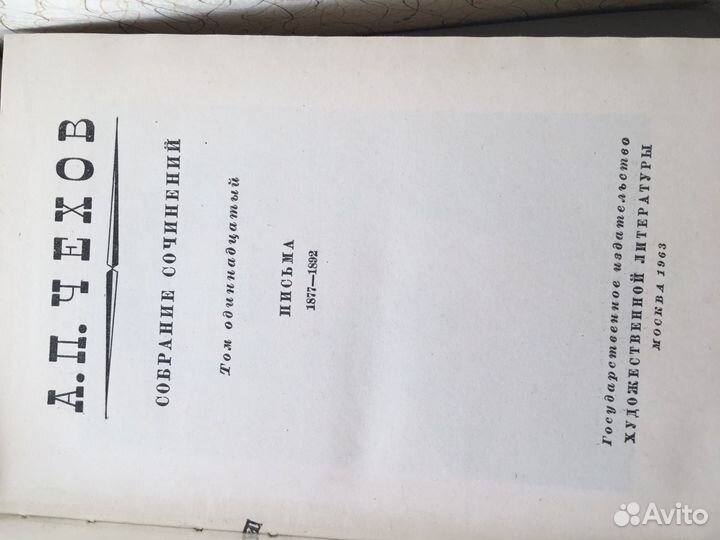 А. П. ЧЕХОВ
СОБРАНИЕ СОЧИНЕНИЙ
Том одиннадцатый
ПИСЬМА
1877—1892
Государственное издательство
ХУДОЖЕСТВЕННОЙ ЛИТЕРАТУРЫ
МОСКВА 1963
Avito